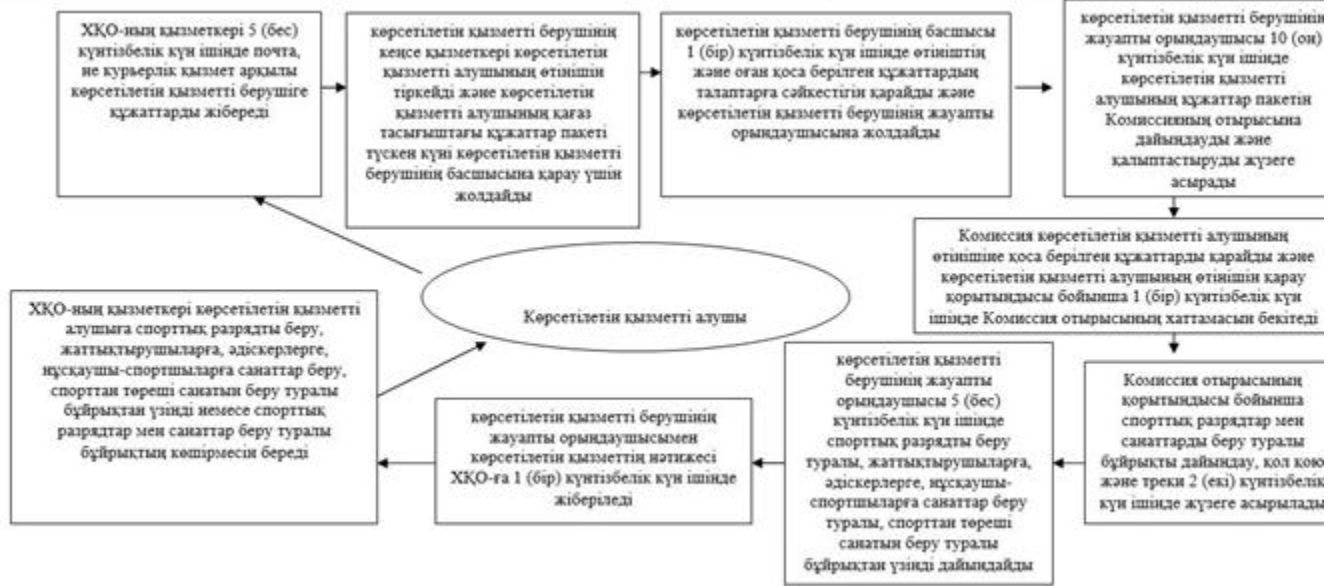 ХҚО-ның қызметкері 5 (бес)
күнтізбелік күн ішінде почта,
не курьерлік қызмет арқылы
көрсетілетін қызметті берушіге
құжаттарды жібереді
көрсетілетін қызметті берушінің
кеңсе қызметкері көрсетілетін
қызметті алушының өтінішін
тіркейді және көрсетілетін
қызметті алушының қағаз
тасығыштағы құжаттар пакеті
түскен күні көрсетілетін қызметті
берушінің басшысына қарау үшін
жолдайды
көрсетілетін қызметті берушінің басшысы
1 (бір) күнтізбелік күн ішінде өтініштің
және оған қоса берілген құжаттардың
талаптарға сәйкестігін қарайды және
көрсетілетін қызметті берушінің жауапты
орындаушысына жолдайды
көрсетілетін қызметті берушінің
жауапты орындаушысы 10 (он)
күнтізбелік күн ішінде
көрсетілетін қызметті
алушының құжаттар пакетін
Комиссияның отырысына
дайындауды және
қалыптастыруды жүзеге
асырады
Комиссия көрсетілетін қызметті алушының
өтінішіне қоса берілген құжаттарды қарайды және
көрсетілетін қызметті алушының өтінішін қарау
қорытындысы бойынша 1 (бір) күнтізбелік күн
ішінде Комиссия отырысының хаттамасын бекітеді
Комиссия отырысының
қорытындысы бойынша
спорттық разрядтар мен
санаттарды беру туралы
бұйрықты дайындау, қол қою
және треки 2 (екі) күнтізбелік
күн ішінде жүзеге асырылады
көрсетілетін қызметті
берушінің жауапты
орындаушысы 5 (бес)
күнтізбелік күн ішінде
спорттық разрядты беру
туралы, жаттықтырушыларға,
әдіскерлерге, нұсқаушы-
спортшыларға санаттар беру
туралы, спорттан төреші
санатын беру туралы
бұйрықтан үзінді дайындайды
көрсетілетін қызметті берушінің
жауапты орындаушысымен
көрсетілетін қызметтің нәтижесі
ХҚО-ға 1 (бір) күнтізбелік күн ішінде
жіберіледі
ХҚО-ның қызметкері көрсетілетін қызметті
алушыға спорттық разрядты беру,
жаттықтырушыларға, әдіскерлерге,
нұсқаушы-спортшыларға санаттар беру,
спорттан төреші санатын беру туралы
бұйрықтан үзінді немесе спорттық
разрядтар мен санаттар беру туралы
бұйрықтың көшірмесін береді
Көрсетілетін қызметті алушы